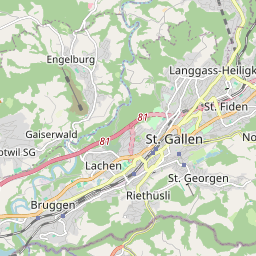 Engelburg
Langgass-Heiligk
St. Fiden
81
Gaiserwald
81
St. Gallen
No
otwil SG
Lachen
St. Georgen
Riethüsli
Bruggen